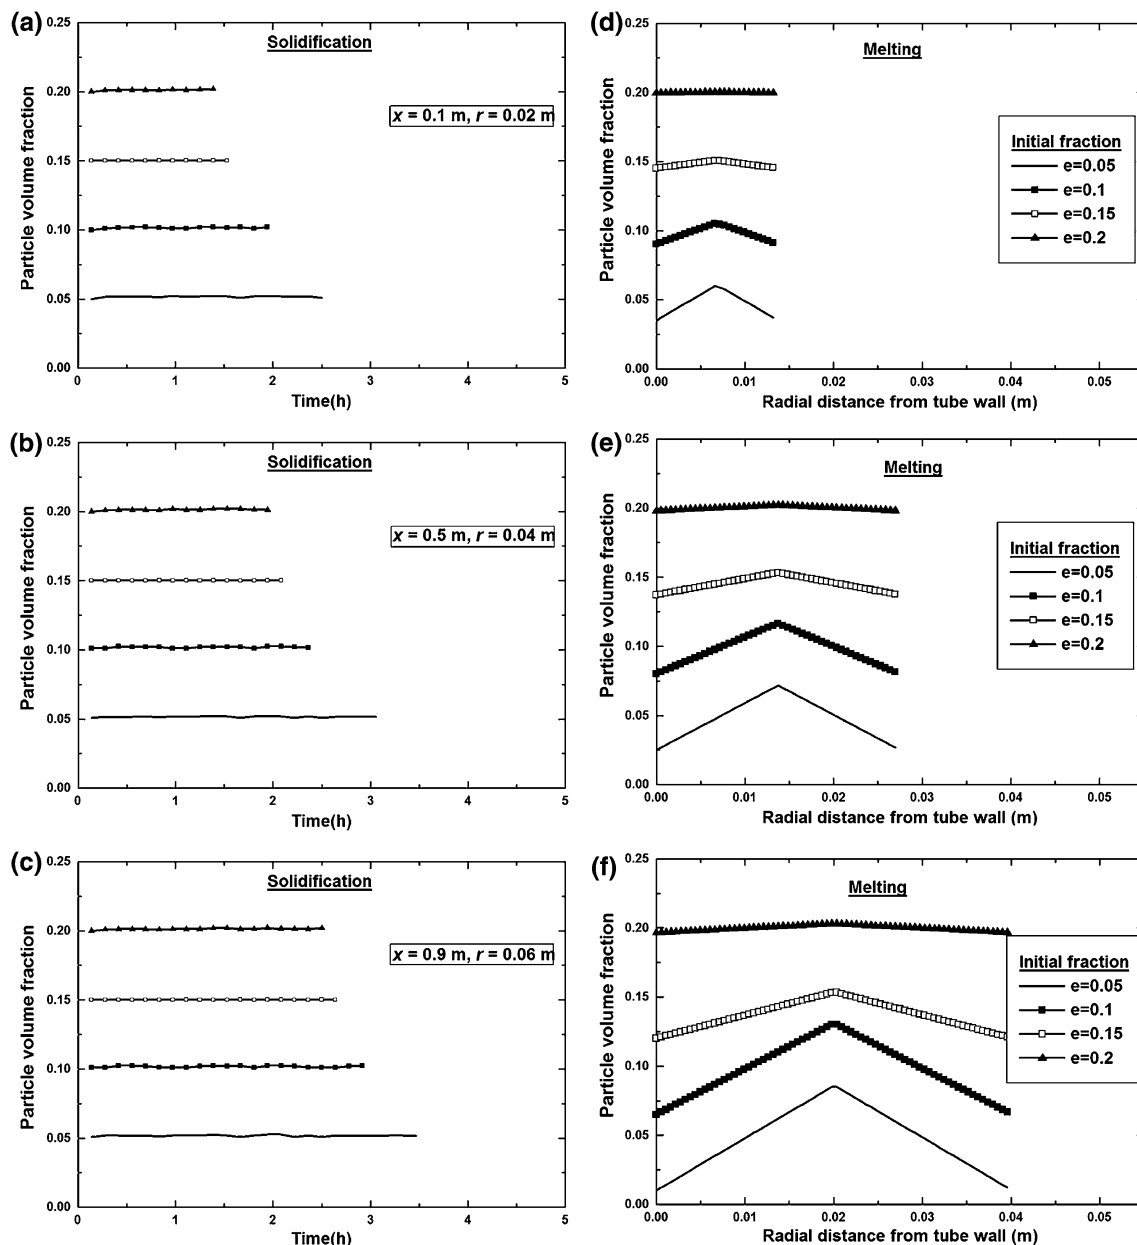 (a)
Solidification
x = 0.1 m, r = 0.02 m
Particle volume fraction
0.25
0.20
0.15
0.10
0.05
0.00
0 1 2 3 4 5
Time(h)
(d)
Melting
Particle volume fraction
0.25
0.20
0.15
0.10
0.05
0.00
0.00 0.01 0.02 0.03 0.04 0.05
Radial distance from tube wall (m)
Initial fraction
e=0.05
e=0.1
e=0.15
e=0.2
(b)
Solidification
x = 0.5 m, r = 0.04 m
Particle volume fraction
0.25
0.20
0.15
0.10
0.05
0.00
0 1 2 3 4 5
Time(h)
(e)
Melting
Particle volume fraction
0.25
0.20
0.15
0.10
0.05
0.00
0.00 0.01 0.02 0.03 0.04 0.05
Radial distance from tube wall (m)
Initial fraction
e=0.05
e=0.1
e=0.15
e=0.2
(c)
Solidification
x = 0.9 m, r = 0.06 m
Particle volume fraction
0.25
0.20
0.15
0.10
0.05
0.00
0 1 2 3 4 5
Time(h)
(f)
Melting
Particle volume fraction
0.25
0.20
0.15
0.10
0.05
0.00
0.00 0.01 0.02 0.03 0.04 0.05
Radial distance from tube wall (m)
Initial fraction
e=0.05
e=0.1
e=0.15
e=0.2